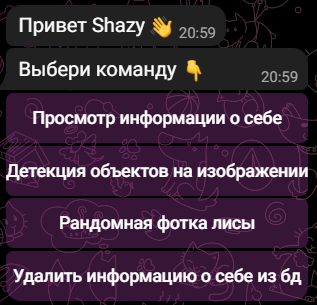 Привет Shazy 👋 20:59
Выбери команду 👇 20:59
Просмотр информации о себе
Детекция объектов на изображении
Рандомная фотка лисы
Удалить информацию о себе из бд